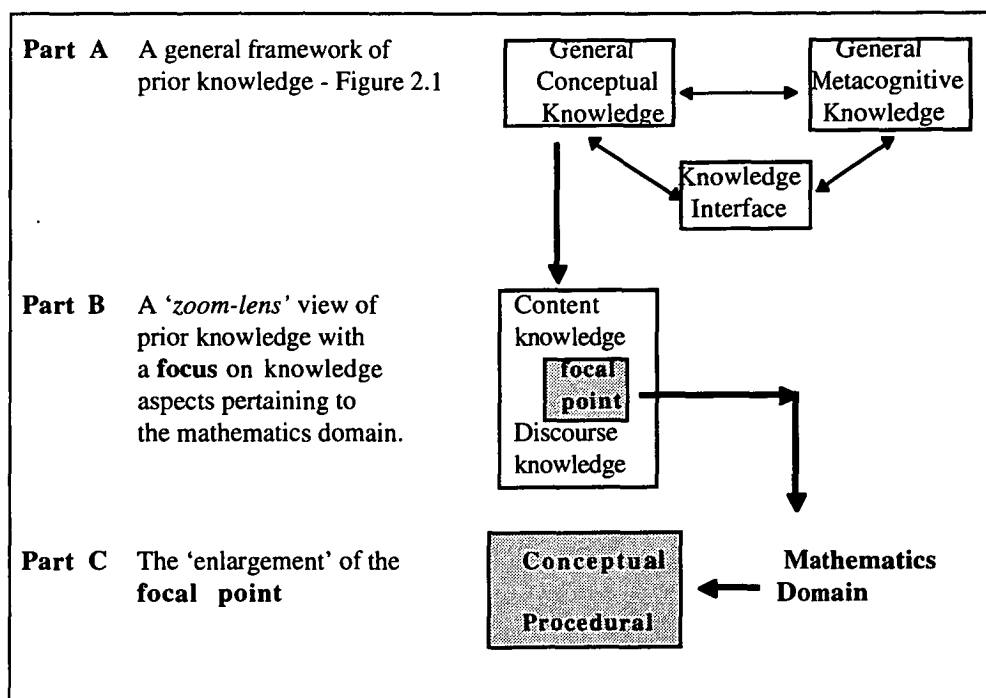 Part A A general framework of
prior knowledge - Figure 2.1
General
Conceptual
Knowledge
General
Metacognitive
Knowledge
Knowledge
Interface
Part B A 'zoom-lens' view of
prior knowledge with
a focus on knowledge
aspects pertaining to
the mathematics domain.
Content
knowledge
focal
point
Discourse
knowledge
Part C The 'enlargement' of the
focal point
Conceptual
Procedural
Mathematics
Domain